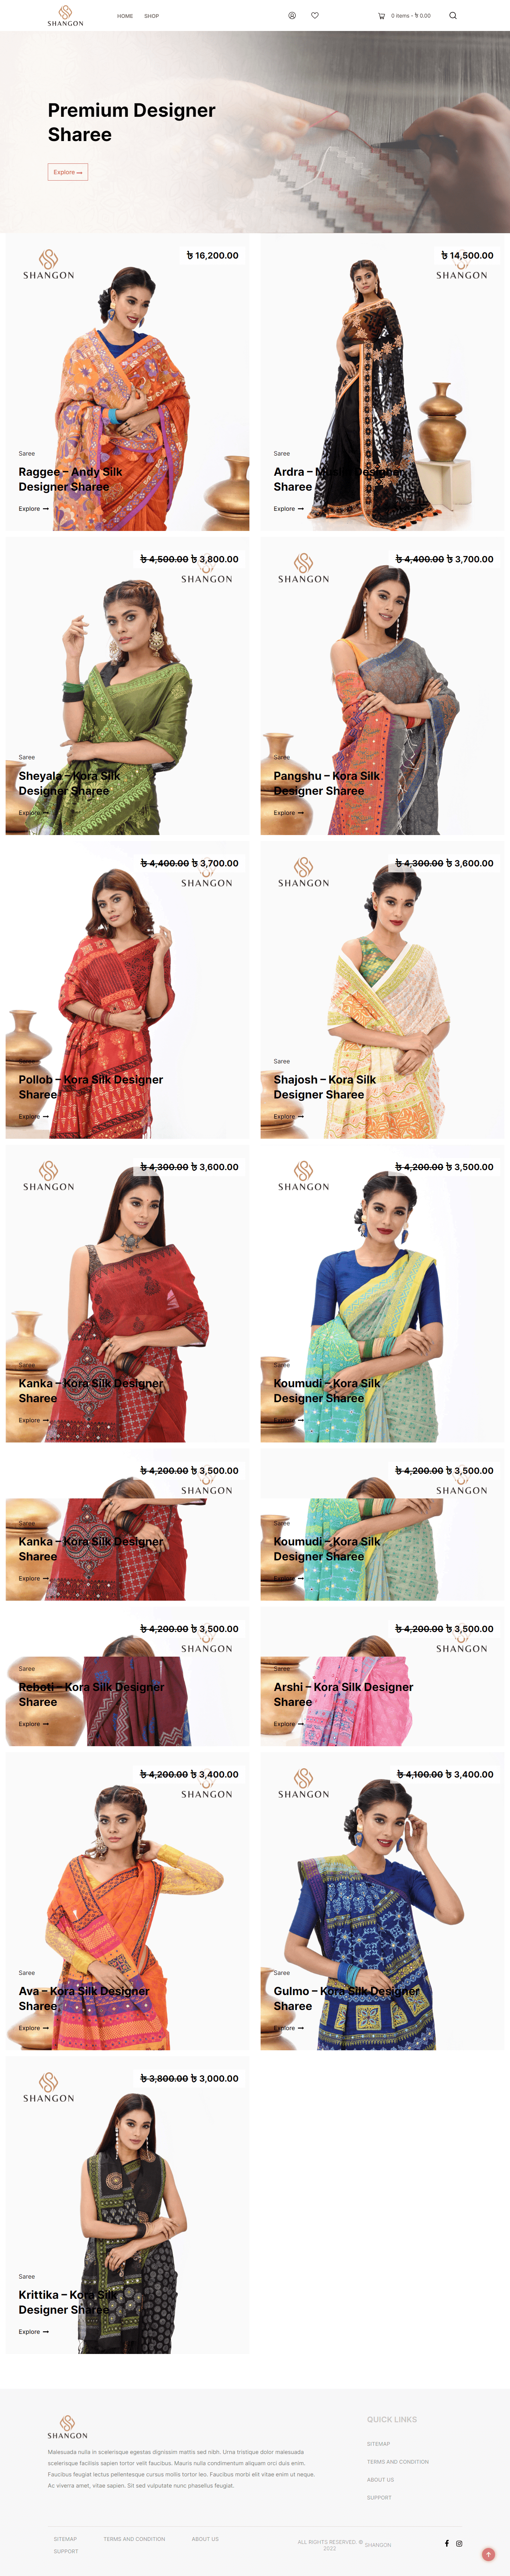 SHANGON
HOME SHOP
0 Items - ৳ 0.00
Premium Designer
Sharee
Explore
SHANGON
৳ 16,200.00
Saree
Raggee – Andy Silk
Designer Sharee
Explore
৳ 14,500.00
SHANGON
Saree
Ardra – Muslin Designer
Sharee
Explore
৳ 4,500.00 ৳ 3,800.00
SHANGON
Saree
Sheyala – Kora Silk
Designer Sharee
Explore
৳ 4,400.00 ৳ 3,700.00
SHANGON
Saree
Pangshu – Kora Silk
Designer Sharee
Explore
৳ 4,400.00 ৳ 3,700.00
SHANGON
Saree
Pollob – Kora Silk Designer
Sharee
Explore
৳ 4,300.00 ৳ 3,600.00
SHANGON
Saree
Shajosh – Kora Silk
Designer Sharee
Explore
৳ 4,300.00 ৳ 3,600.00
SHANGON
Saree
Kanka – Kora Silk Designer
Sharee
Explore
৳ 4,200.00 ৳ 3,500.00
SHANGON
Saree
Koumudi – Kora Silk
Designer Sharee
Explore
৳ 4,200.00 ৳ 3,500.00
SHANGON
Saree
Kanka – Kora Silk Designer
Sharee
Explore
৳ 4,200.00 ৳ 3,500.00
SHANGON
Saree
Koumudi – Kora Silk
Designer Sharee
Explore
৳ 4,200.00 ৳ 3,500.00
SHANGON
Saree
Reboti – Kora Silk Designer
Sharee
Explore
৳ 4,200.00 ৳ 3,500.00
SHANGON
Saree
Arshi – Kora Silk Designer
Sharee
Explore
৳ 4,200.00 ৳ 3,400.00
SHANGON
Saree
Ava – Kora Silk Designer
Sharee
Explore
৳ 4,100.00 ৳ 3,400.00
SHANGON
Saree
Gulmo – Kora Silk Designer
Sharee
Explore
৳ 3,800.00 ৳ 3,000.00
SHANGON
Saree
Krittika – Kora Silk
Designer Sharee
Explore
SHANGON
Malesuada nulla in scelerisque egestas dignissim mattis sed nibh. Urna tristique dolor malesuada
scelerisque facilisis sapien tortor velit faucibus. Mauris nulla condimentum aliquam orci duis enim.
Faucibus feugiat lectus pellentesque cursus mollis tortor leo. Faucibus morbi elit vitae enim ut neque.
Ac viverra amet, vitae sapien. Sit sed vulputate nunc phasellus feugiat.
QUICK LINKS
SITEMAP
TERMS AND CONDITION
ABOUT US
SUPPORT
SITEMAP TERMS AND CONDITION ABOUT US
SUPPORT
ALL RIGHTS RESERVED. ©
2022
SHANGON